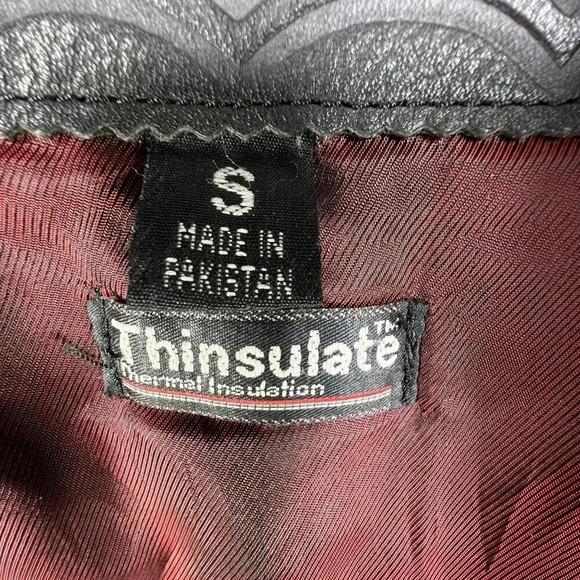 S
MADE IN
PAKISTAN
Thinsulate™
Thermal Insulation